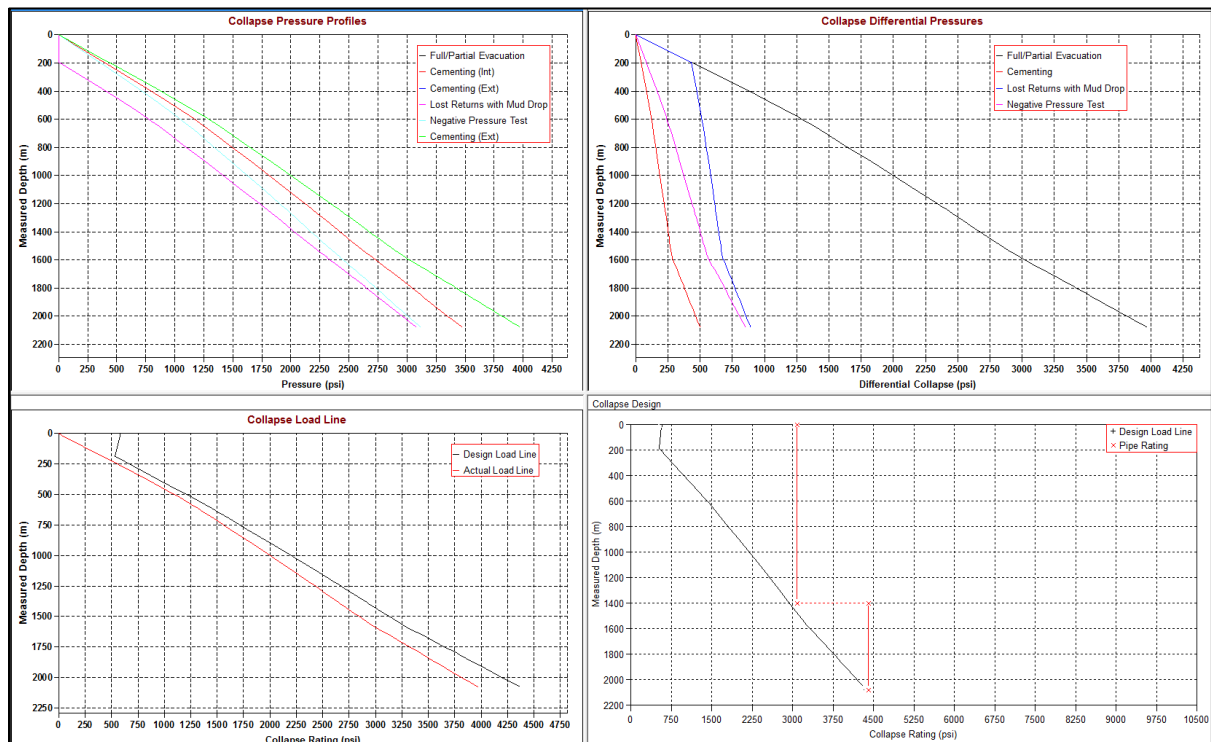 Collapse Pressure Profiles
0
200
400
600
800
1000
1200
1400
1600
1800
2000
2200
Measured Depth (m)
Full/Partial Evacuation
Cementing (Int)
Cementing (Ext)
Lost Returns with Mud Drop
Negative Pressure Test
Cementing (Ext)
0 250 500 750 1000 1250 1500 1750 2000 2250 2500 2750 3000 3250 3500 3750 4000 4250
Pressure (psi)
Collapse Differential Pressures
0
200
400
600
800
1000
1200
1400
1600
1800
2000
2200
Measured Depth (m)
Full/Partial Evacuation
Cementing
Lost Returns with Mud Drop
Negative Pressure Test
0 250 500 750 1000 1250 1500 1750 2000 2250 2500 2750 3000 3250 3500 3750 4000 4250
Differential Collapse (psi)
Collapse Load Line
0
250
500
750
1000
1250
1500
1750
2000
2250
Measured Depth (m)
Design Load Line
Actual Load Line
0 250 500 750 1000 1250 1500 1750 2000 2250 2500 2750 3000 3250 3500 3750 4000 4250 4500 4750
Collapse Rating (psi)
Collapse Design
0
200
400
600
800
1000
1200
1400
1600
1800
2000
2200
Measured Depth (m)
Design Load Line
Pipe Rating
0 750 1500 2250 3000 3750 4500 5250 6000 6750 7500 8250 9000 9750 10500
Collapse Rating (psi)